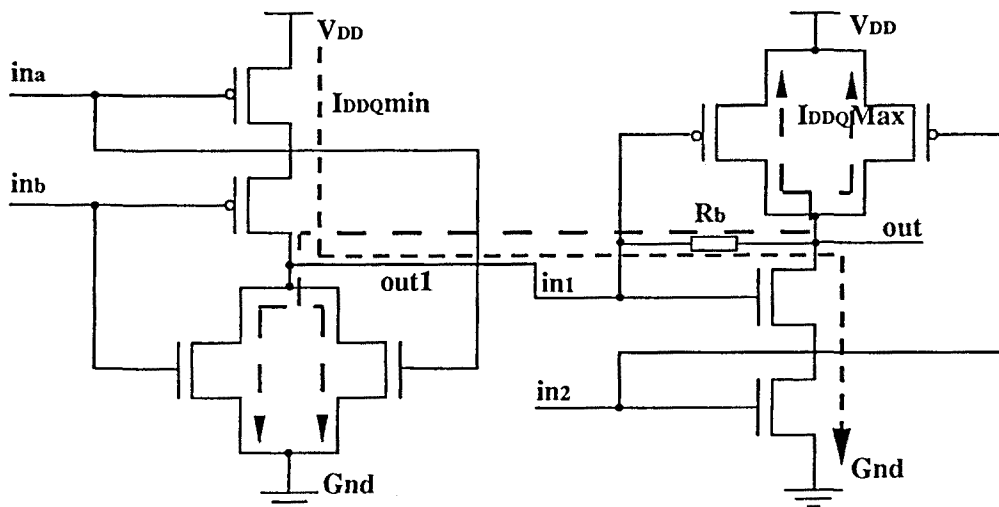 VDD
VDD
ina
IDDQmin
IDDQMax
inb
Rb
out
out1
in1
in2
Gnd
Gnd